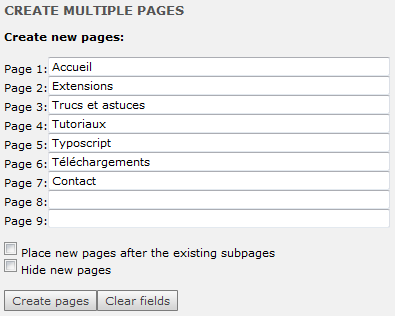 CREATE MULTIPLE PAGES
Create new pages:
Page 1: Accueil
Page 2: Extensions
Page 3: Trucs et astuces
Page 4: Tutoriaux
Page 5: Typoscript
Page 6: Téléchargements
Page 7: Contact
Page 8:
Page 9:
Place new pages after the existing subpages
Hide new pages
Create pages Clear fields